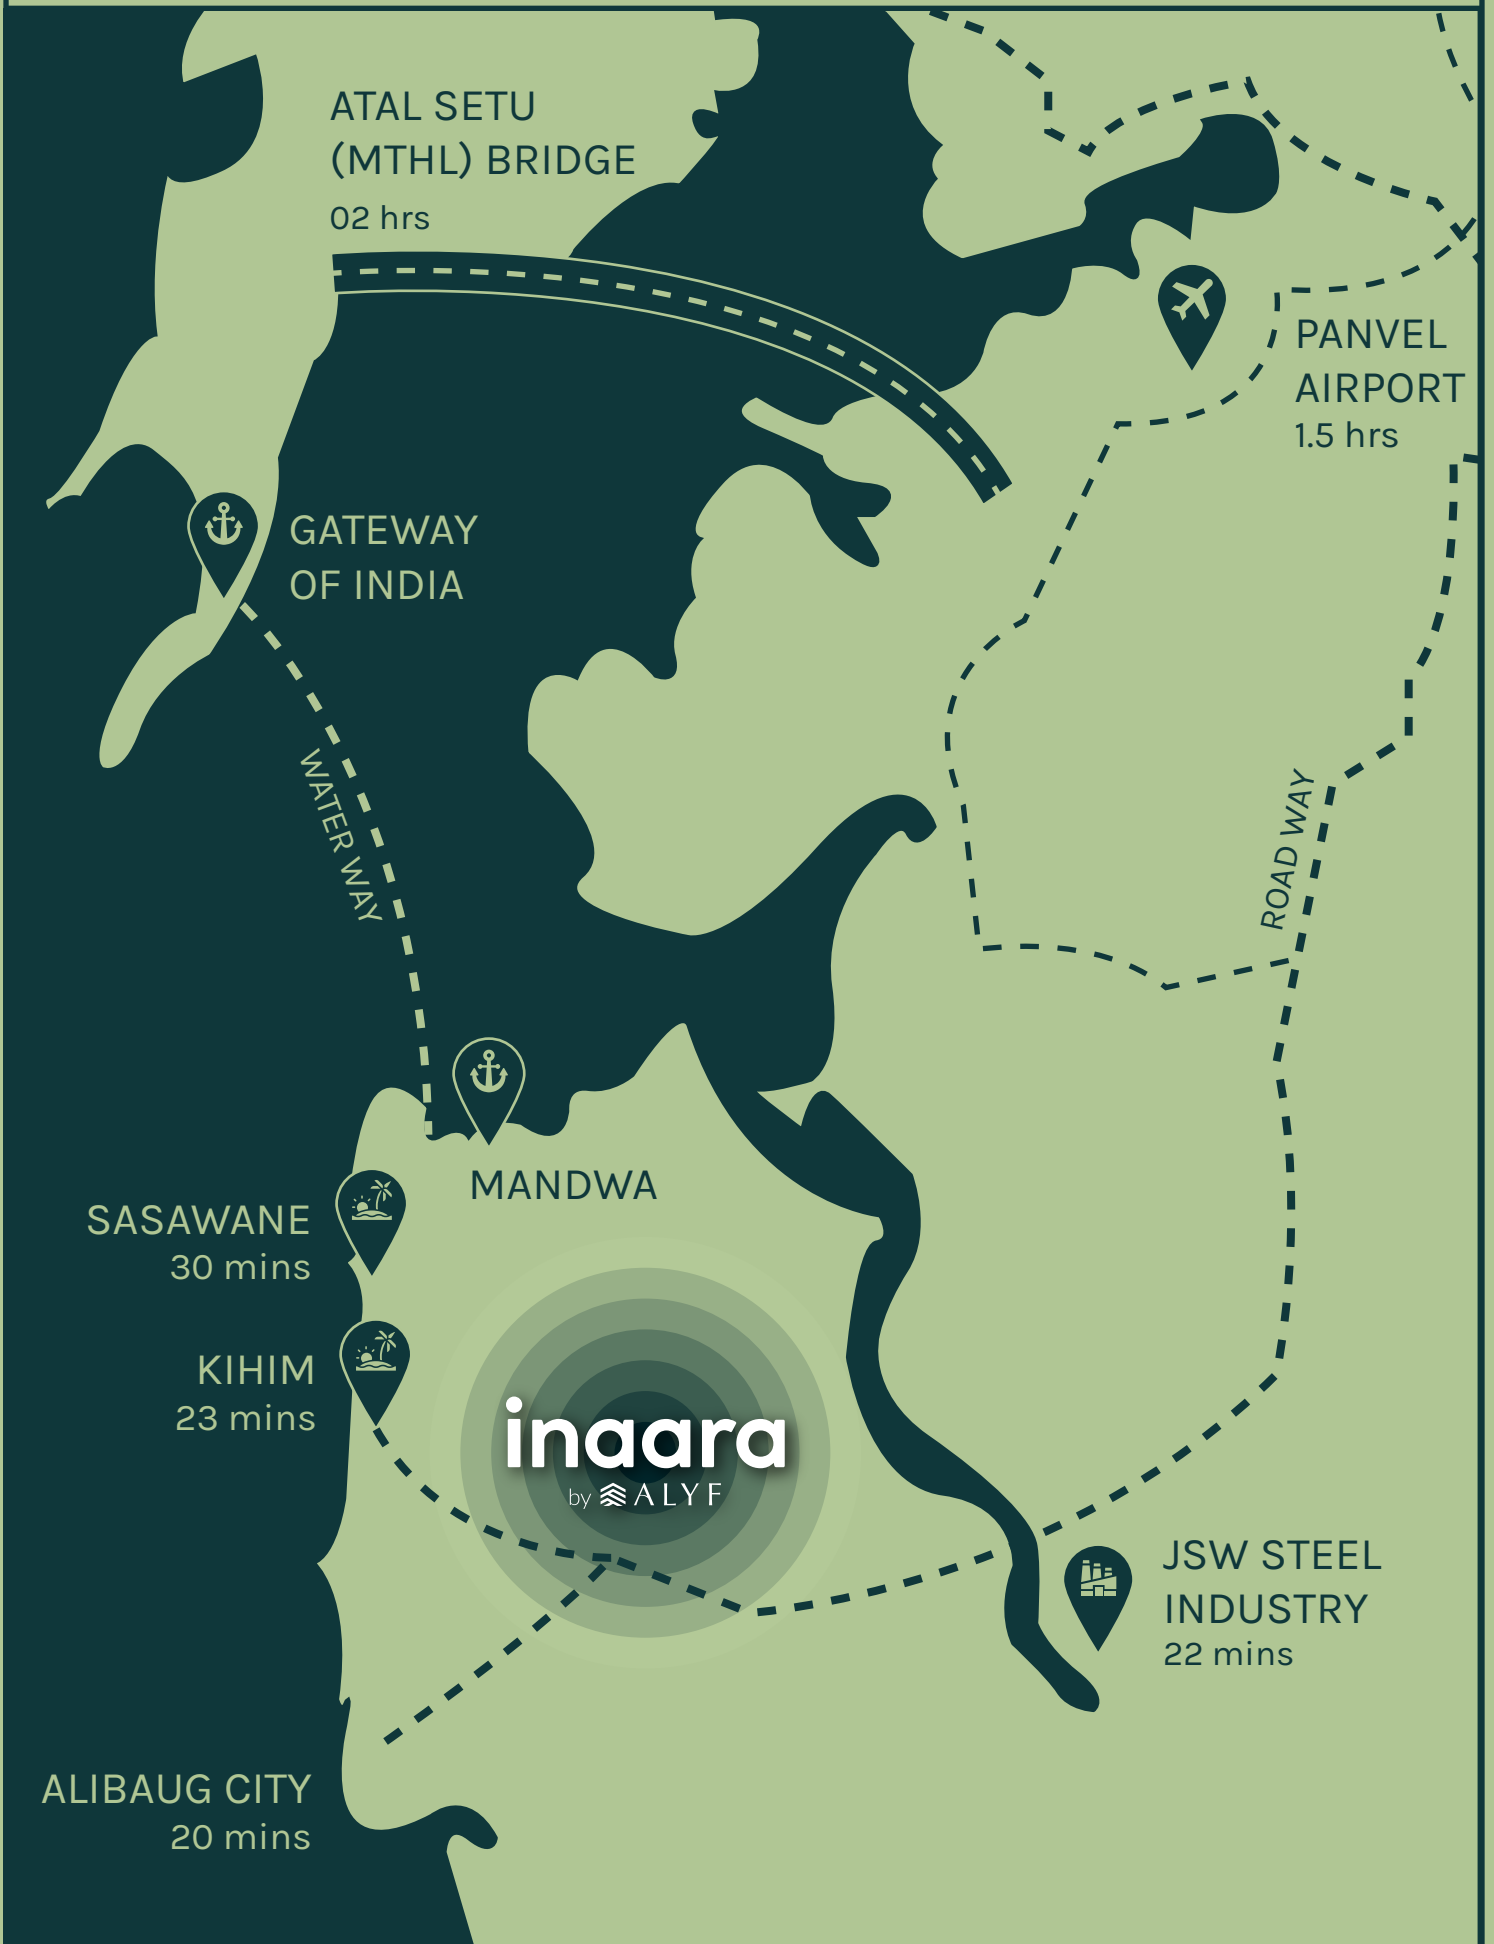 ATAL SETU
(MTHL) BRIDGE
02 hrs
PANVEL
AIRPORT
1.5 hrs
GATEWAY
OF INDIA
WATER WAY
ROAD WAY
MANDWA
SASAWANE
30 mins
KIHIM
23 mins
inaara
by ALYF
JSW STEEL
INDUSTRY
22 mins
ALIBAUG CITY
20 mins